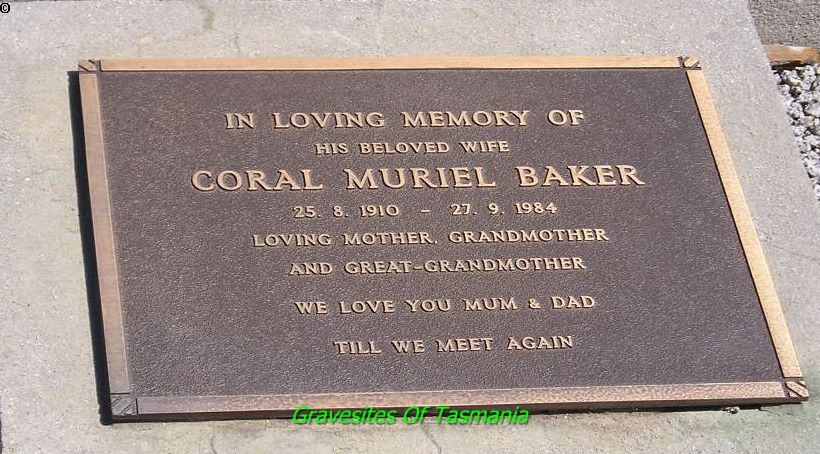 ©
IN LOVING MEMORY OF
HIS BELOVED WIFE
CORAL MURIEL BAKER
25. 8. 1910 - 27. 9. 1984
LOVING MOTHER, GRANDMOTHER
AND GREAT-GRANDMOTHER
WE LOVE YOU MUM & DAD
TILL WE MEET AGAIN
Gravesites Of Tasmania